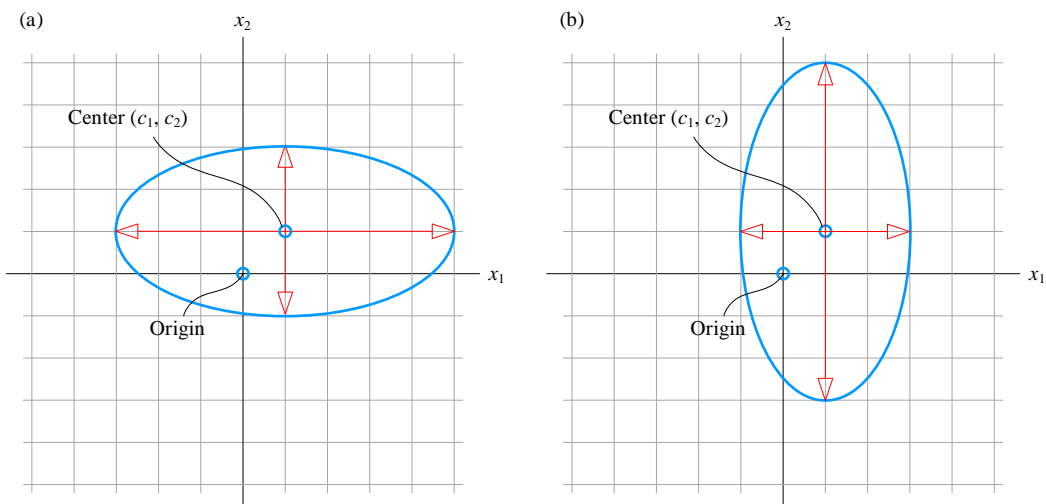 (a)
x₂
Center (c₁, c₂)
x₁
Origin
(b)
x₂
Center (c₁, c₂)
x₁
Origin